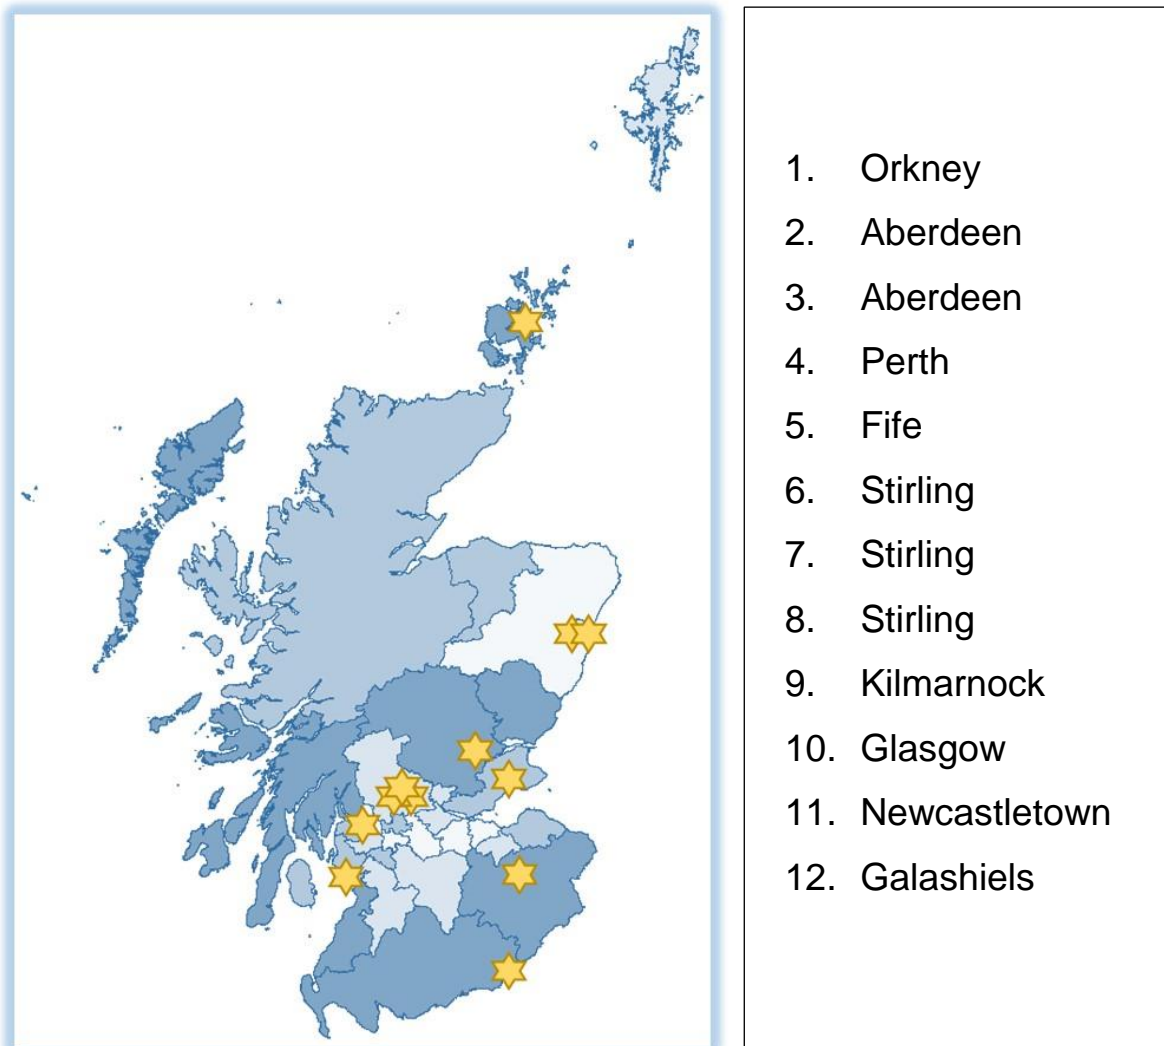 1. Orkney
2. Aberdeen
3. Aberdeen
4. Perth
5. Fife
6. Stirling
7. Stirling
8. Stirling
9. Kilmarnock
10. Glasgow
11. Newcastletown
12. Galashiels